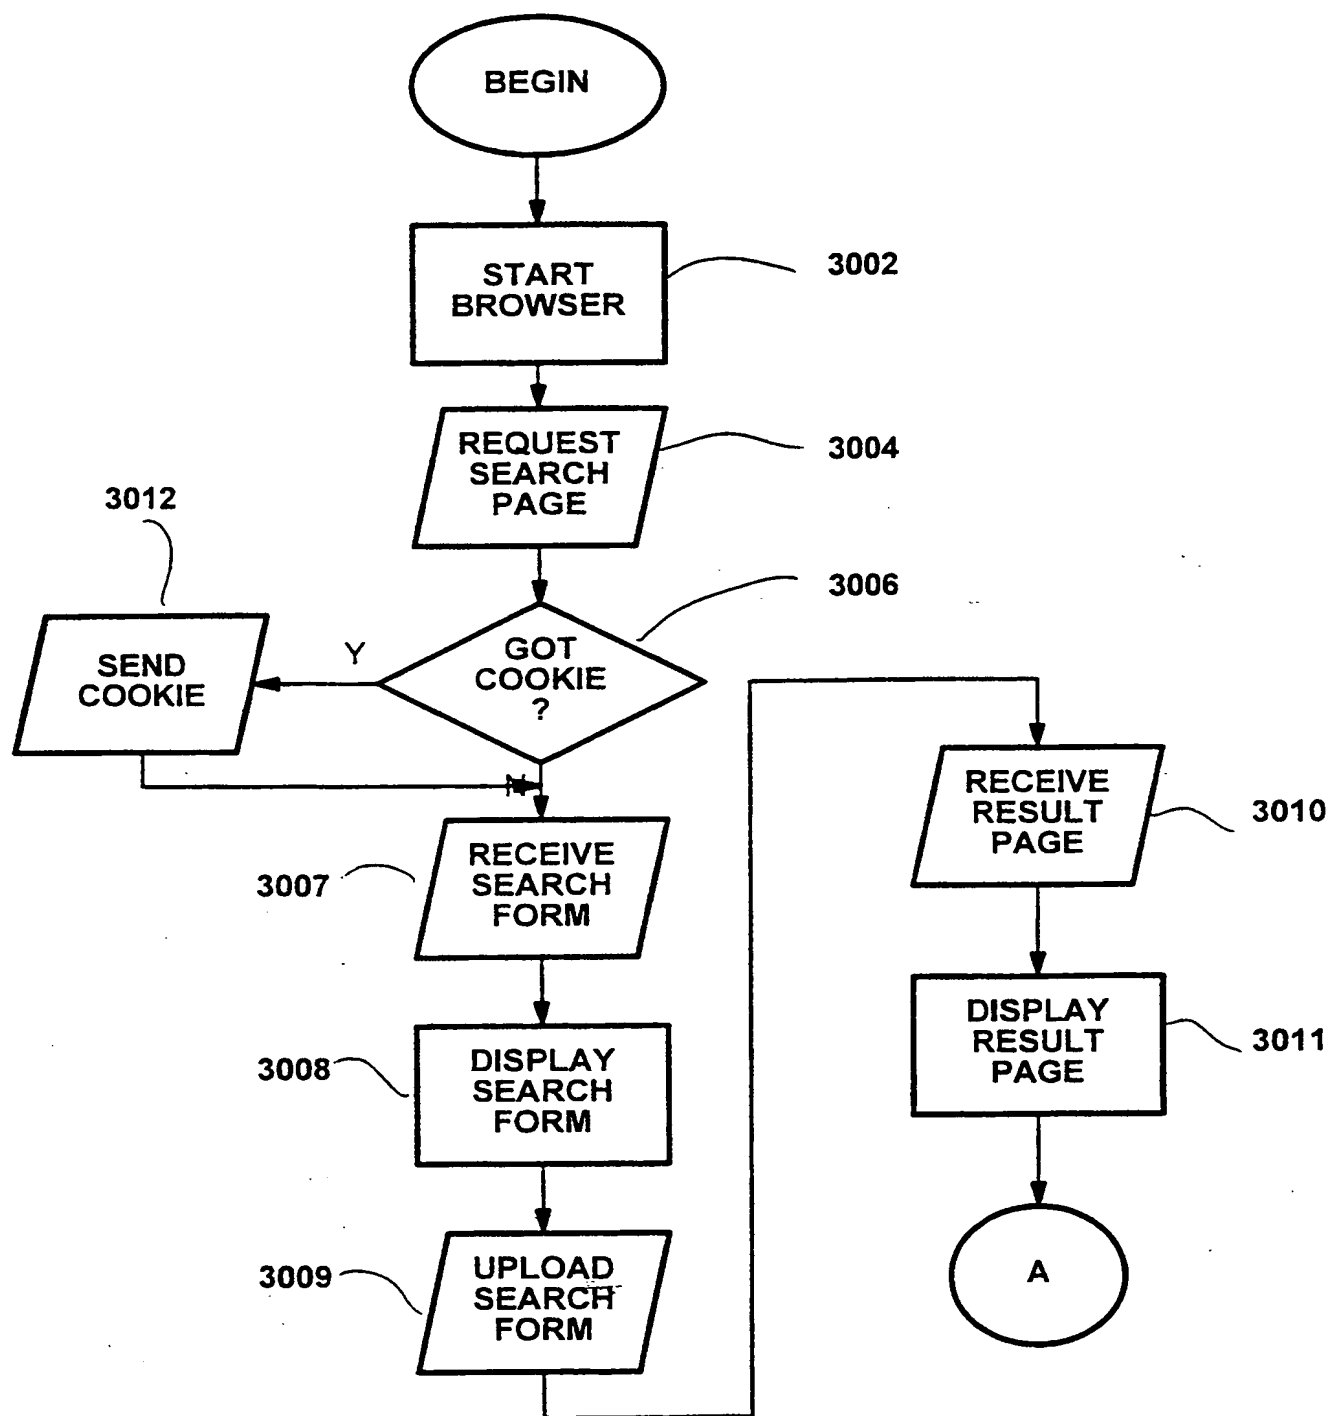 BEGIN
START
BROWSER
3002
REQUEST
SEARCH
PAGE
3004
3012
SEND
COOKIE
Y
GOT
COOKIE
?
3006
RECEIVE
SEARCH
FORM
3007
DISPLAY
SEARCH
FORM
3008
UPLOAD
SEARCH
FORM
3009
RECEIVE
RESULT
PAGE
3010
DISPLAY
RESULT
PAGE
3011
A